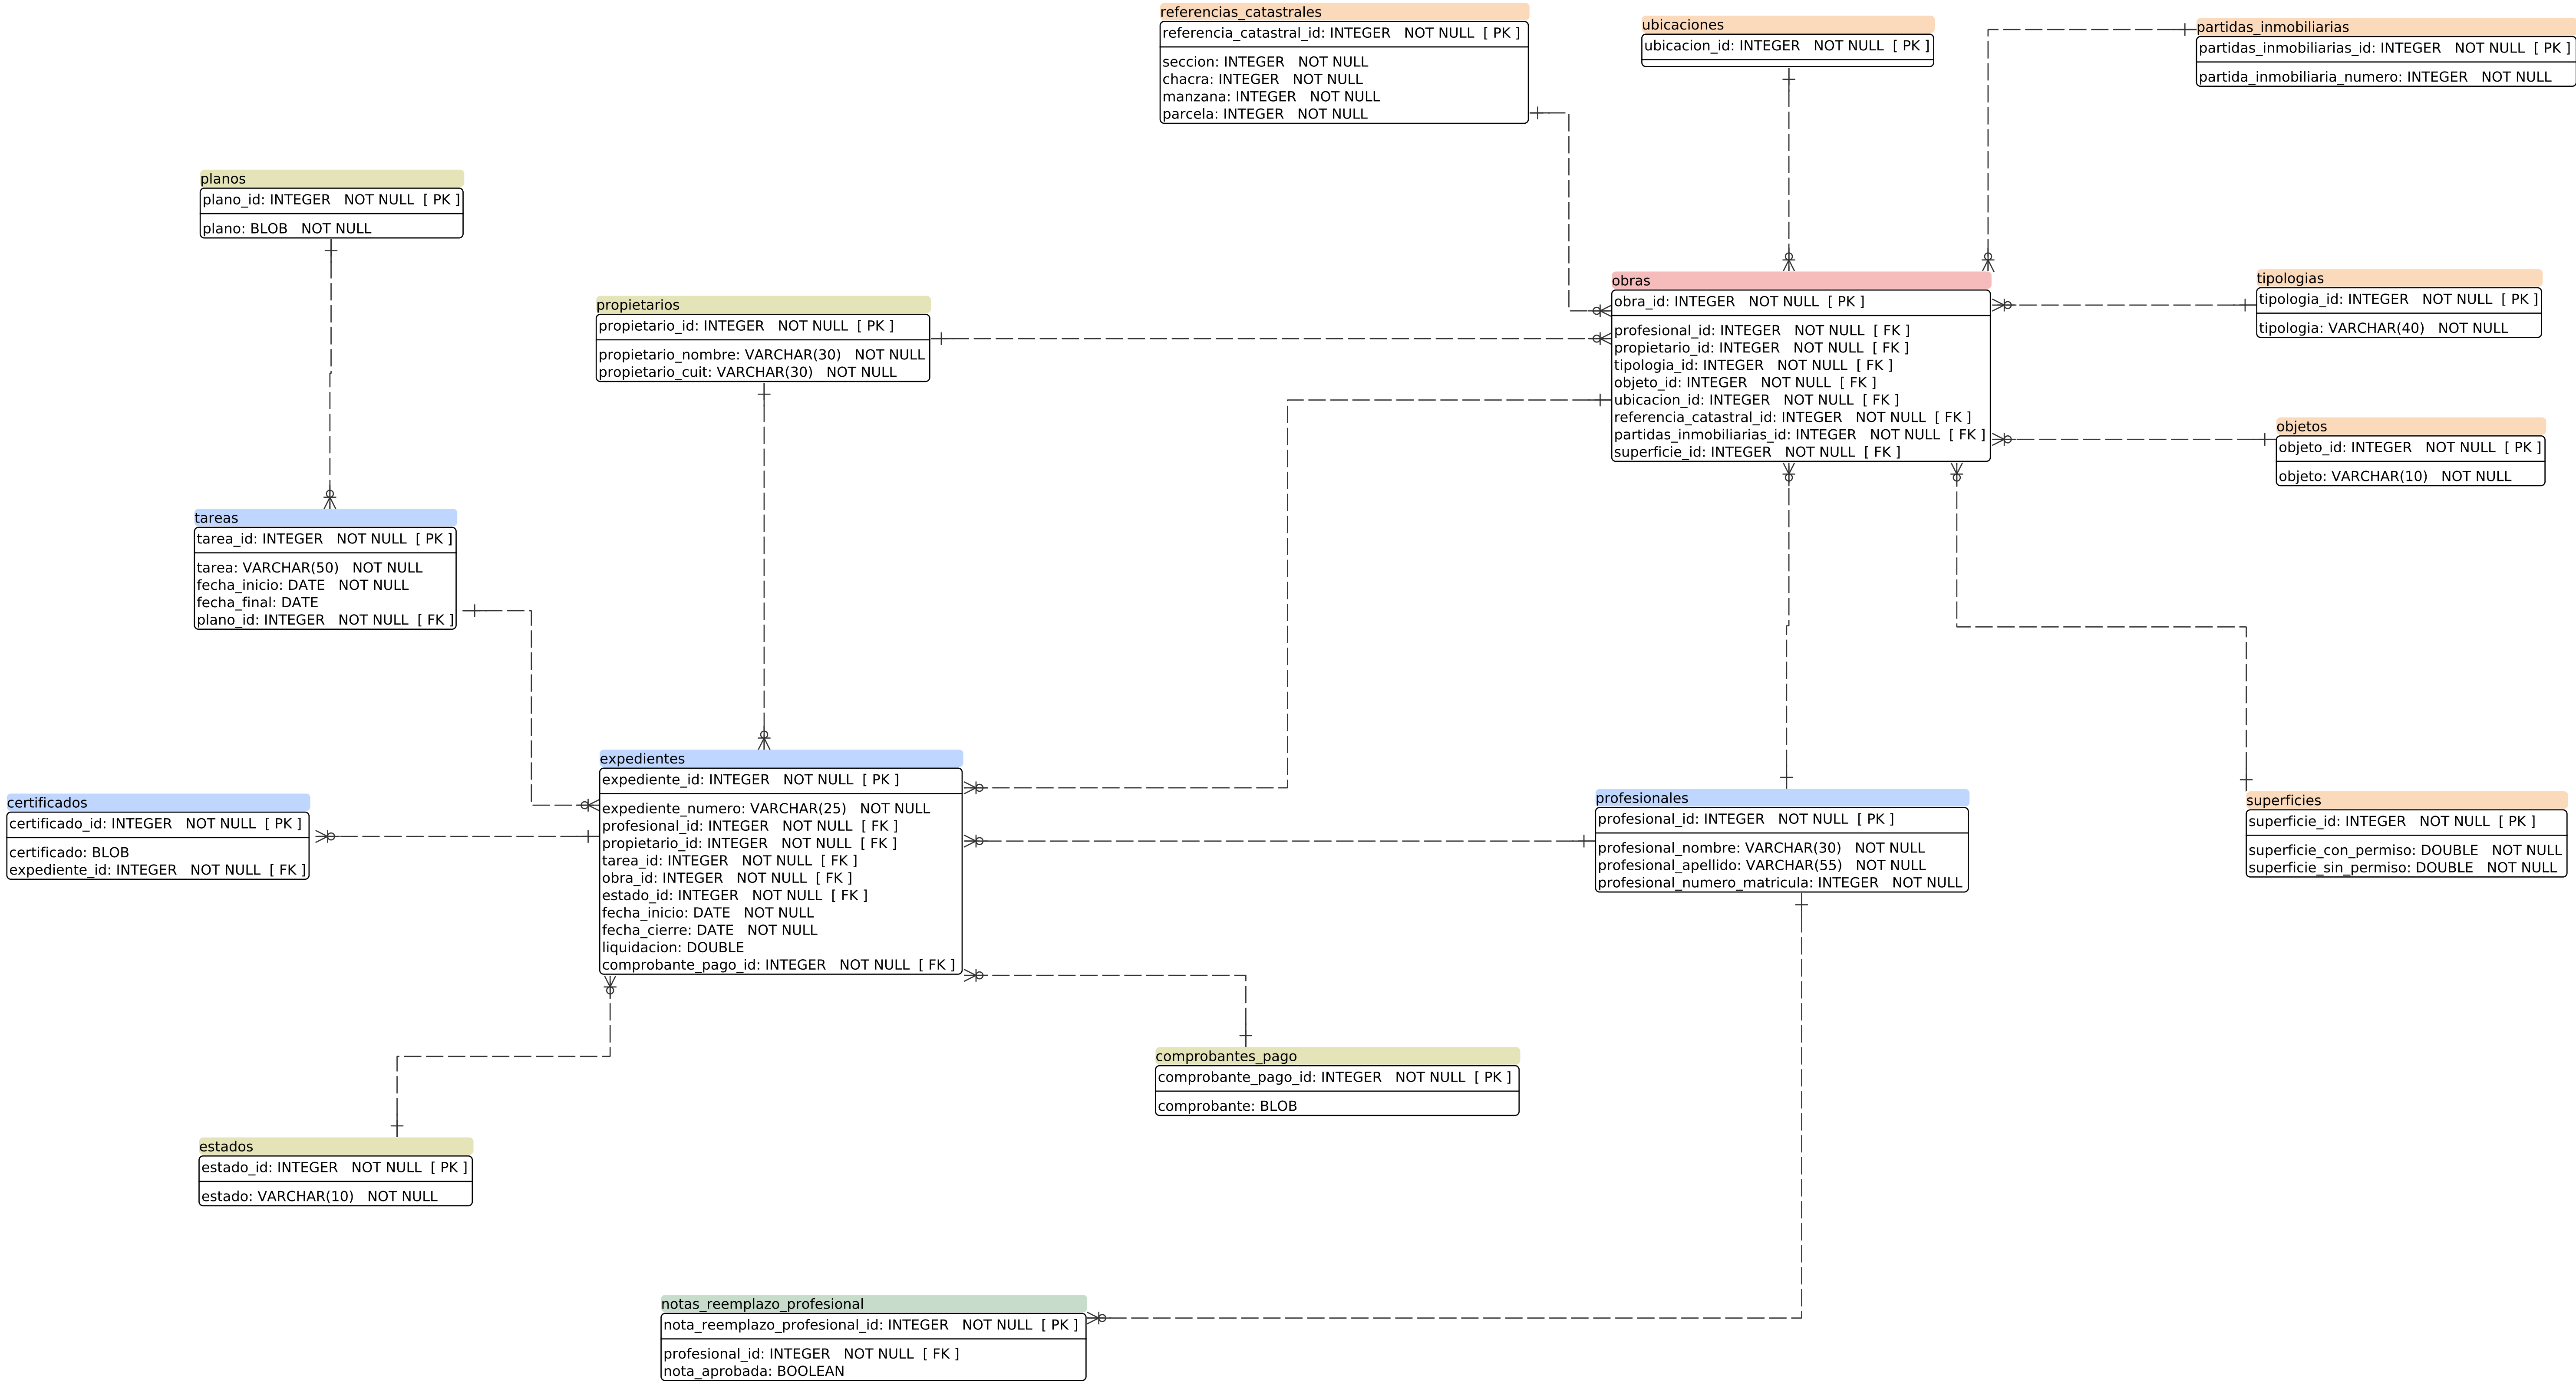 referencias_catastrales
referencia_catastral_id: INTEGER NOT NULL [ PK ]
seccion: INTEGER NOT NULL
chacra: INTEGER NOT NULL
manzana: INTEGER NOT NULL
parcela: INTEGER NOT NULL
ubicaciones
ubicacion_id: INTEGER NOT NULL [ PK ]
partidas_inmobiliarias
partidas_inmobiliarias_id: INTEGER NOT NULL [ PK ]
partida_inmobiliaria_numero: INTEGER NOT NULL
planos
plano_id: INTEGER NOT NULL [ PK ]
plano: BLOB NOT NULL
propietarios
propietario_id: INTEGER NOT NULL [ PK ]
propietario_nombre: VARCHAR(30) NOT NULL
propietario_cuit: VARCHAR(30) NOT NULL
obras
obra_id: INTEGER NOT NULL [ PK ]
profesional_id: INTEGER NOT NULL [ FK ]
propietario_id: INTEGER NOT NULL [ FK ]
tipologia_id: INTEGER NOT NULL [ FK ]
objeto_id: INTEGER NOT NULL [ FK ]
ubicacion_id: INTEGER NOT NULL [ FK ]
referencia_catastral_id: INTEGER NOT NULL [ FK ]
partidas_inmobiliarias_id: INTEGER NOT NULL [ FK ]
superficie_id: INTEGER NOT NULL [ FK ]
tipologias
tipologia_id: INTEGER NOT NULL [ PK ]
tipologia: VARCHAR(40) NOT NULL
objetos
objeto_id: INTEGER NOT NULL [ PK ]
objeto: VARCHAR(10) NOT NULL
tareas
tarea_id: INTEGER NOT NULL [ PK ]
tarea: VARCHAR(50) NOT NULL
fecha_inicio: DATE NOT NULL
fecha_final: DATE
plano_id: INTEGER NOT NULL [ FK ]
certificados
certificado_id: INTEGER NOT NULL [ PK ]
certificado: BLOB
expediente_id: INTEGER NOT NULL [ FK ]
expedientes
expediente_id: INTEGER NOT NULL [ PK ]
expediente_numero: VARCHAR(25) NOT NULL
profesional_id: INTEGER NOT NULL [ FK ]
propietario_id: INTEGER NOT NULL [ FK ]
tarea_id: INTEGER NOT NULL [ FK ]
obra_id: INTEGER NOT NULL [ FK ]
estado_id: INTEGER NOT NULL [ FK ]
fecha_inicio: DATE NOT NULL
fecha_cierre: DATE NOT NULL
liquidacion: DOUBLE
comprobante_pago_id: INTEGER NOT NULL [ FK ]
profesionales
profesional_id: INTEGER NOT NULL [ PK ]
profesional_nombre: VARCHAR(30) NOT NULL
profesional_apellido: VARCHAR(55) NOT NULL
profesional_numero_matricula: INTEGER NOT NULL
superficies
superficie_id: INTEGER NOT NULL [ PK ]
superficie_con_permiso: DOUBLE NOT NULL
superficie_sin_permiso: DOUBLE NOT NULL
comprobantes_pago
comprobante_pago_id: INTEGER NOT NULL [ PK ]
comprobante: BLOB
estados
estado_id: INTEGER NOT NULL [ PK ]
estado: VARCHAR(10) NOT NULL
notas_reemplazo_profesional
nota_reemplazo_profesional_id: INTEGER NOT NULL [ PK ]
profesional_id: INTEGER NOT NULL [ FK ]
nota_aprobada: BOOLEAN